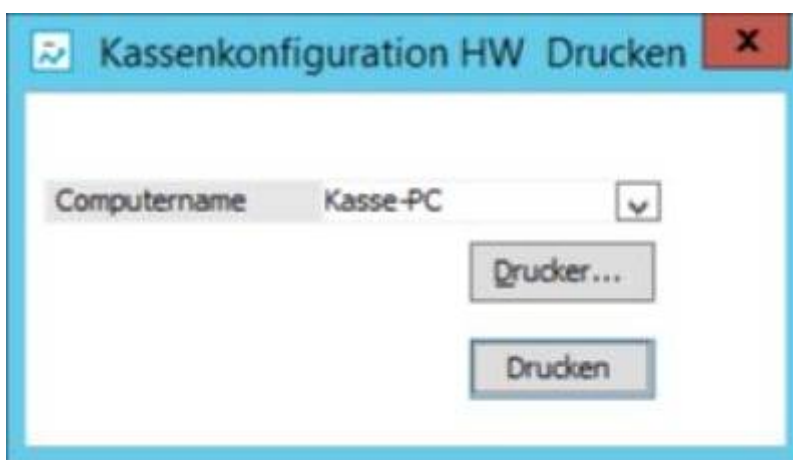 Kassenkonfiguration HW Drucken
Computername Kasse-PC
Drucker...
Drucken